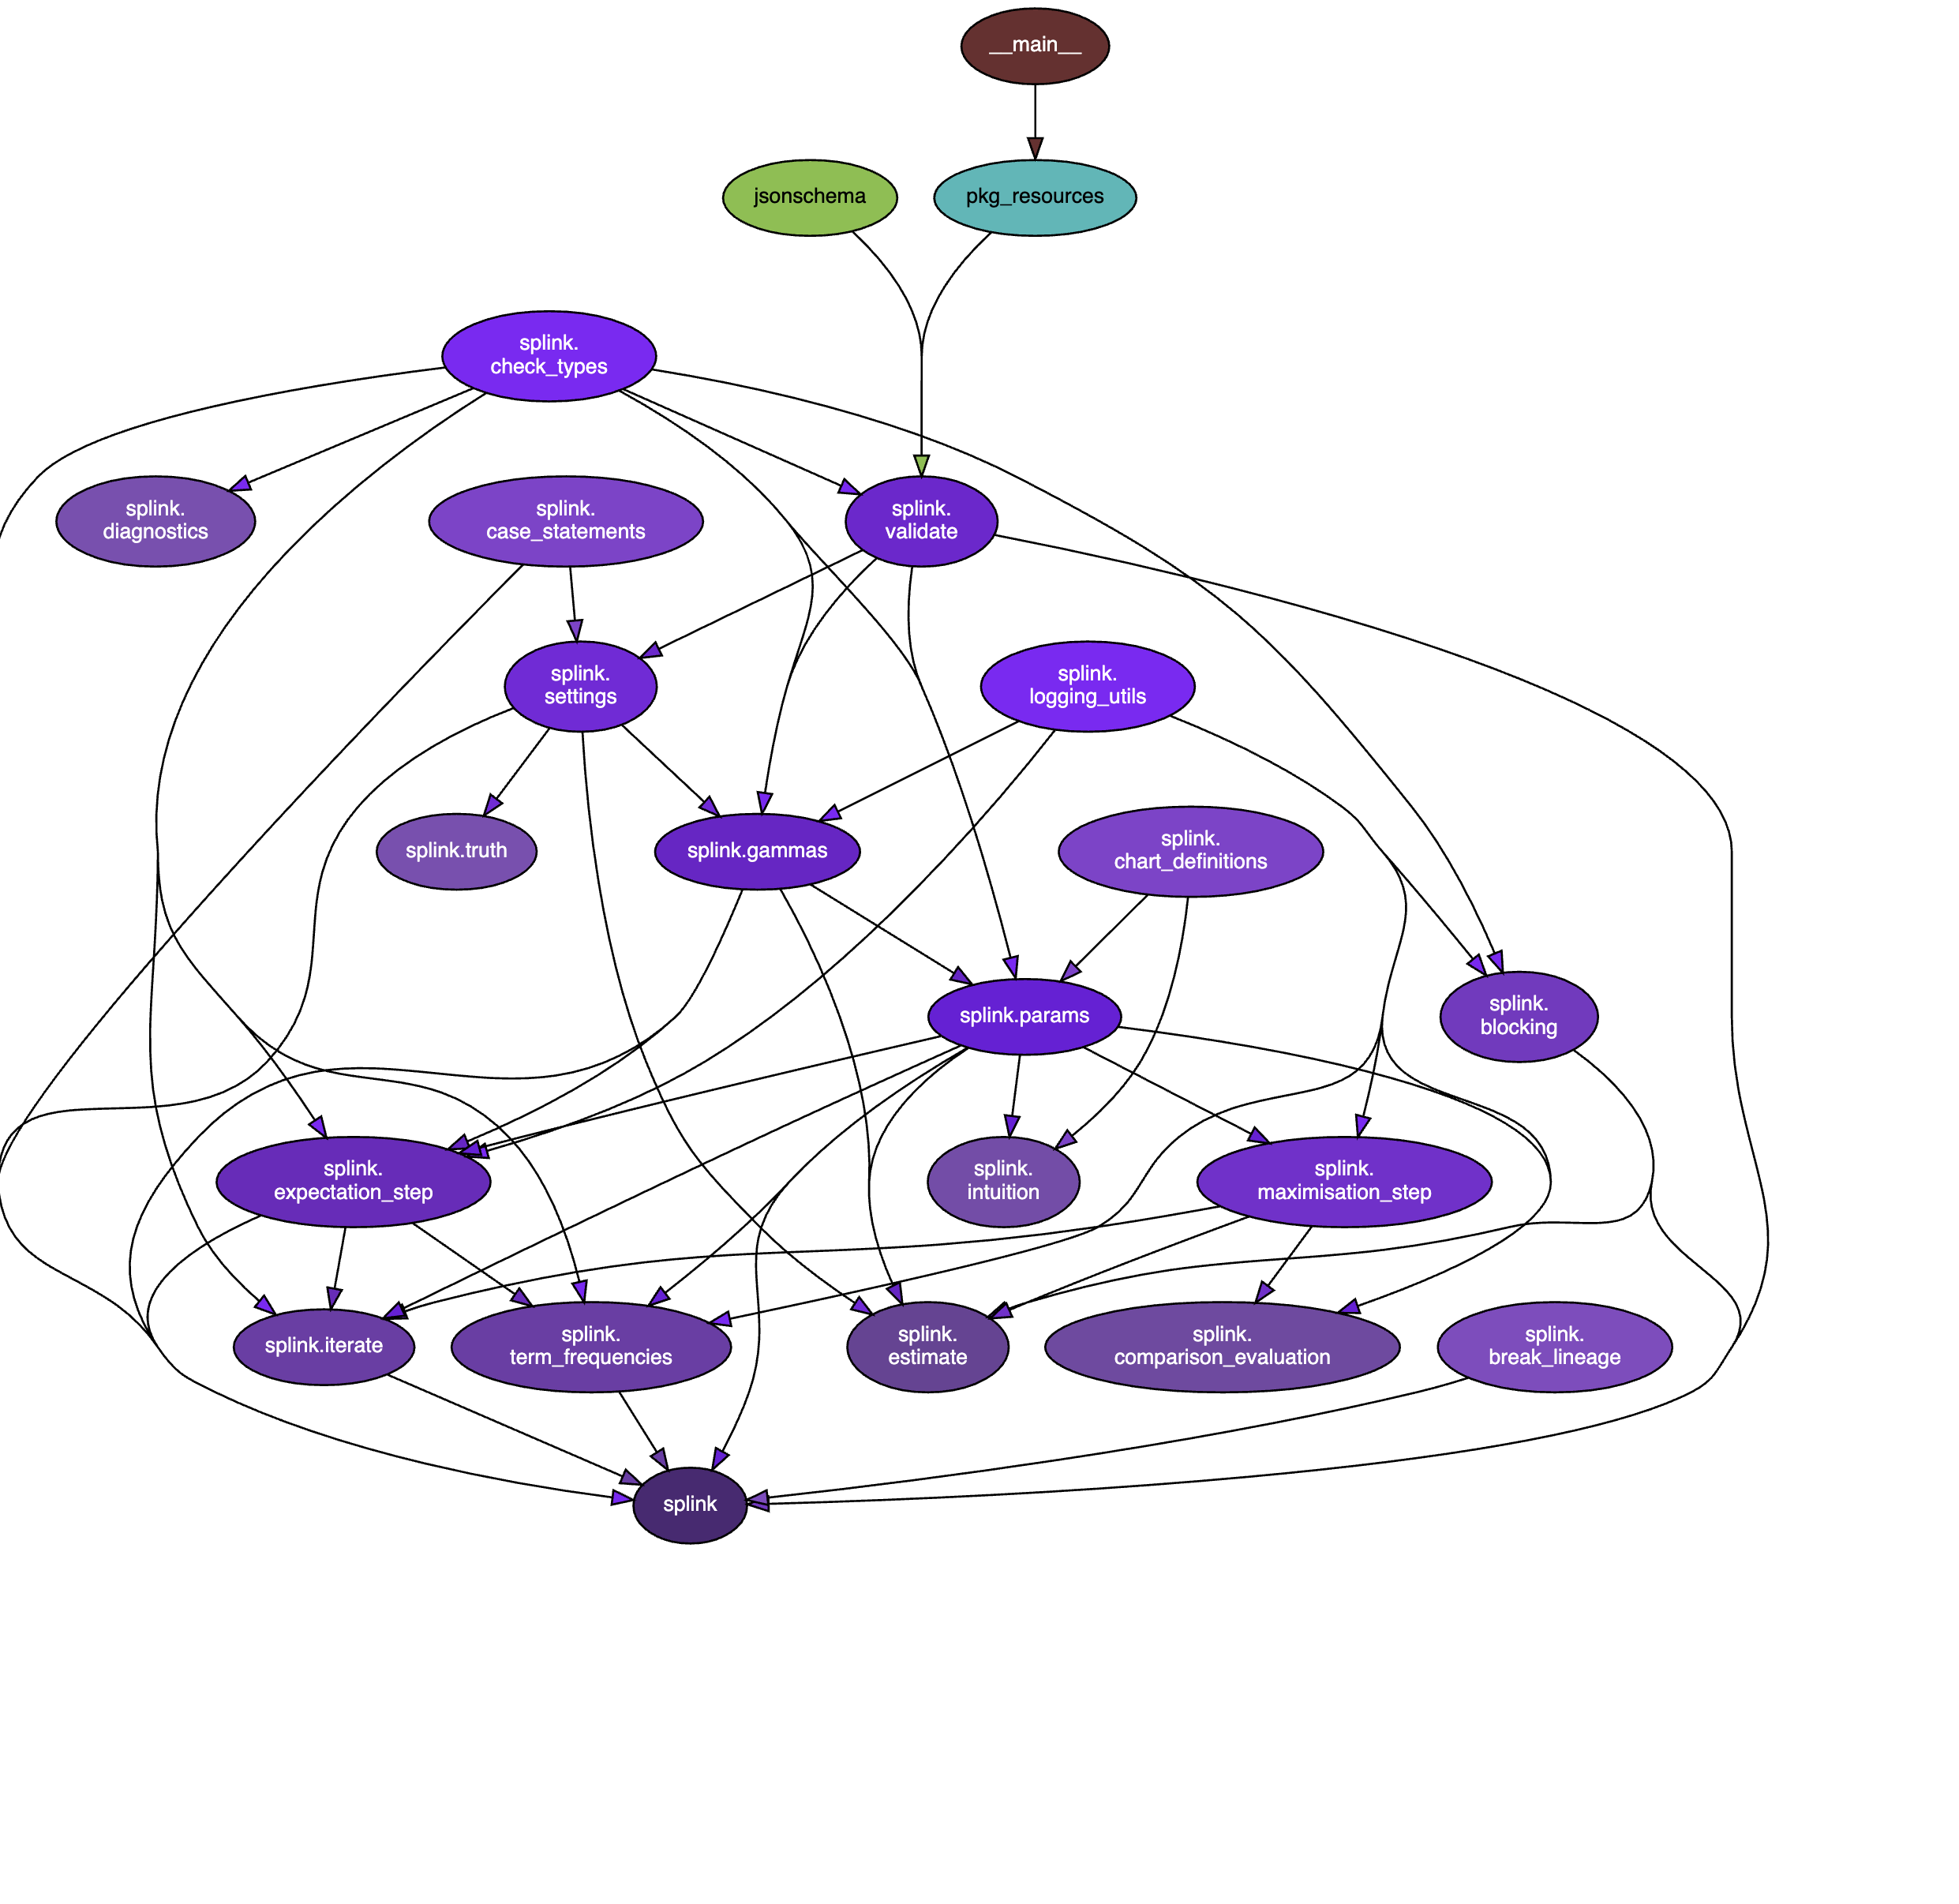 __main__
jsonschema
pkg_resources
splink.
check_types
splink.
diagnostics
splink.
case_statements
splink.
validate
splink.
settings
splink.
logging_utils
splink.truth
splink.gammas
splink.
chart_definitions
splink.params
splink.
blocking
splink.
expectation_step
splink.
intuition
splink.
maximisation_step
splink.iterate
splink.
term_frequencies
splink.
estimate
splink.
comparison_evaluation
splink.
break_lineage
splink